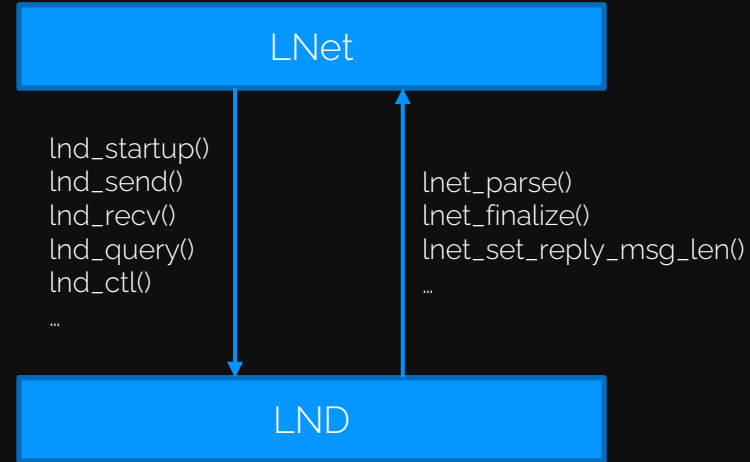 LNet
lnd_startup()
lnd_send()
lnd_recv()
lnd_query()
lnd_ctl()
…
lnet_parse()
lnet_finalize()
lnet_set_reply_msg_len()
…
LND